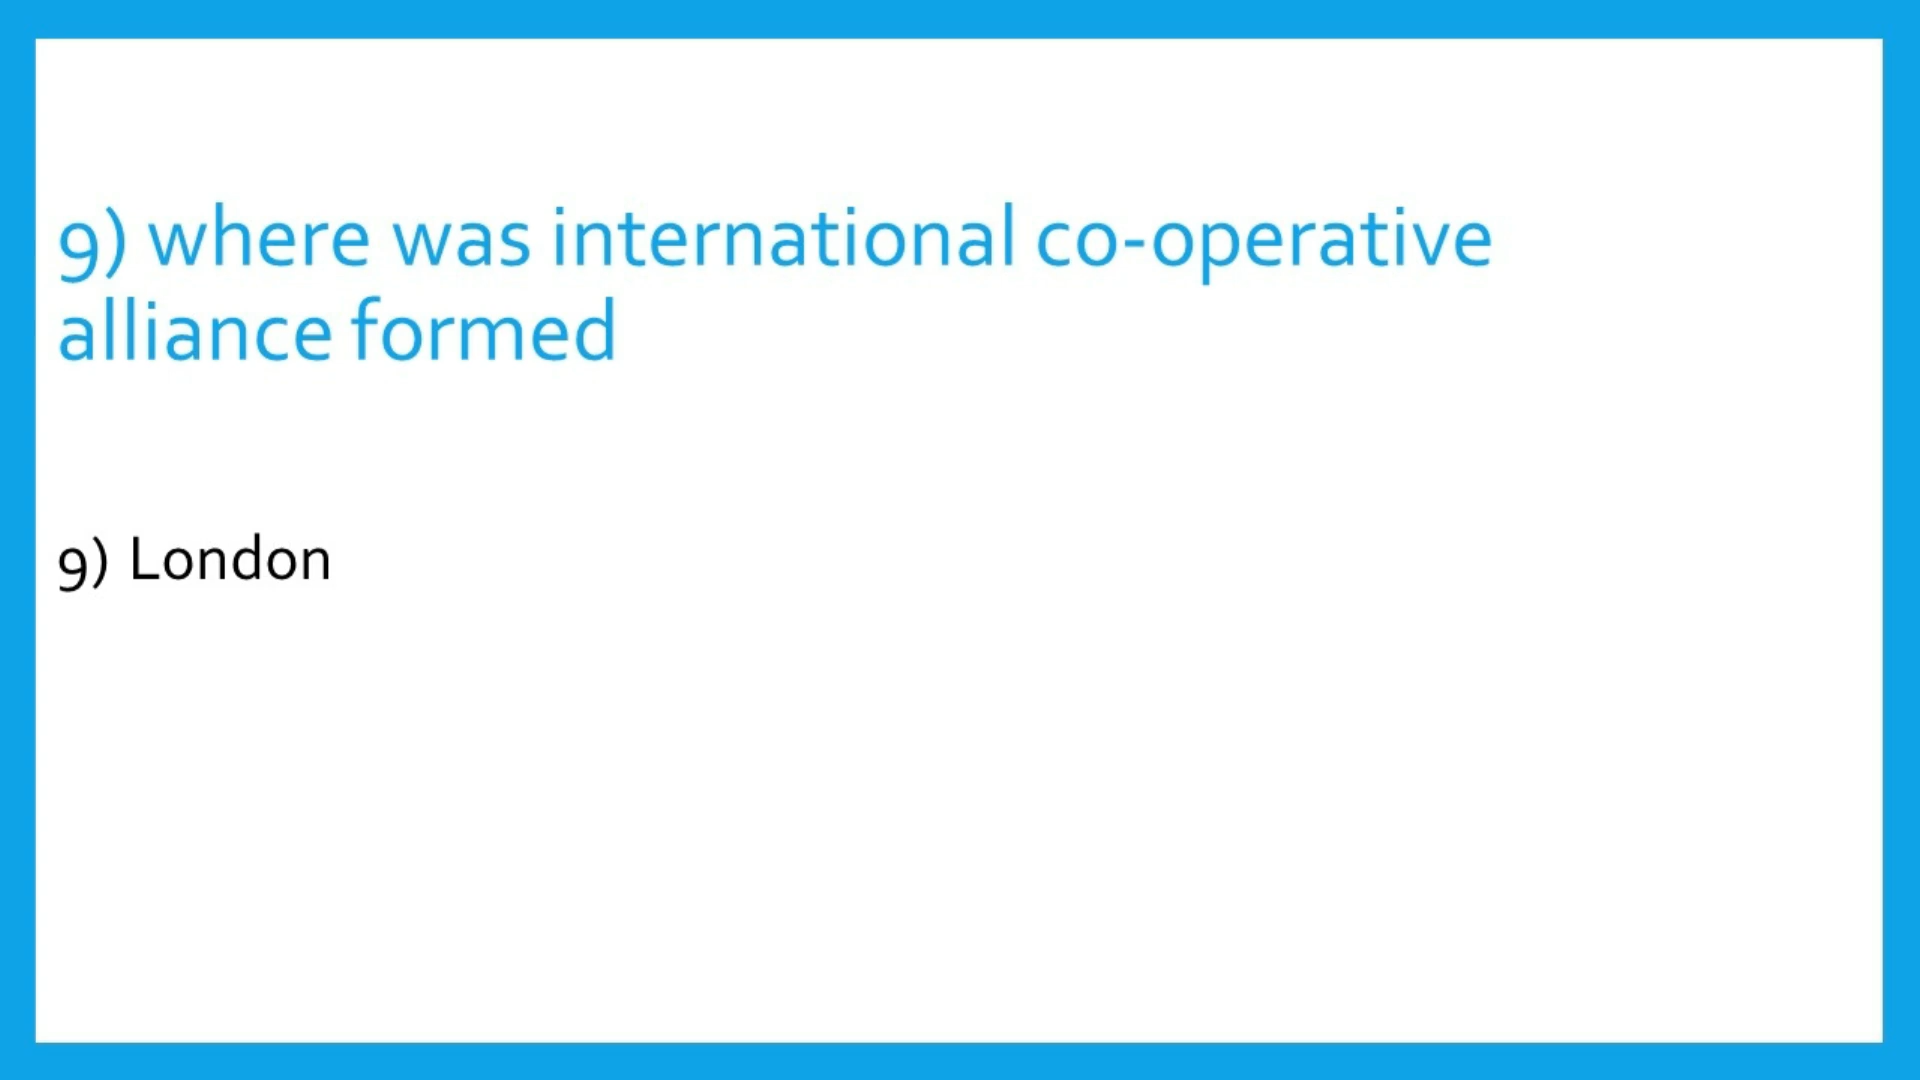 9) where was international co-operative
alliance formed
9) London